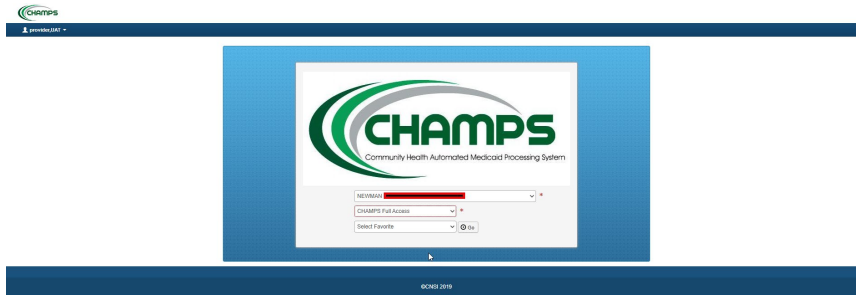 CHAMPS
provider,UAT
CHAMPS
Community Health Automated Medicaid Processing System
NEWMAN
*
CHAMPS Full Access
*
Select Favorite
Go
©CNSI 2019